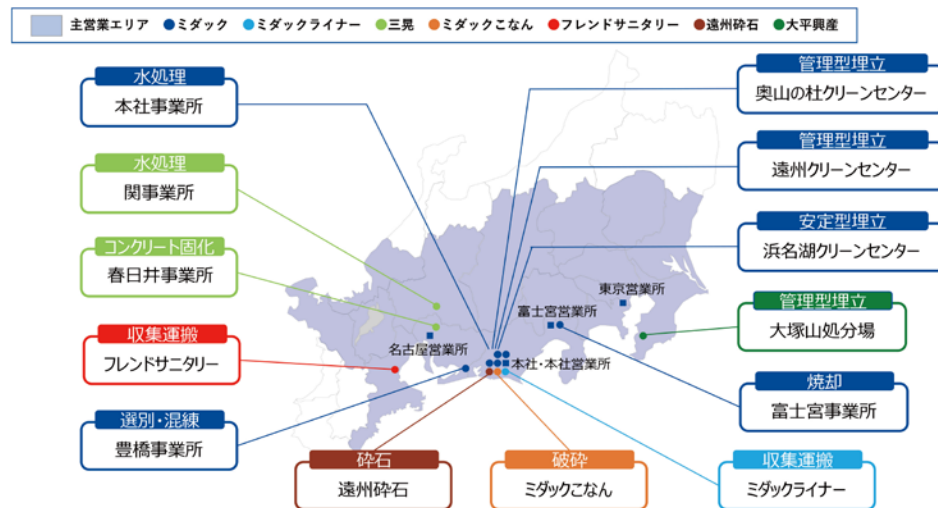 主営業エリア ●ミダック ●ミダックライナー ●三晃 ●ミダックこなん ●フレンドサニタリー ●遠州砕石 ●大平興産
水処理
本社事業所
水処理
関事業所
コンクリート固化
春日井事業所
収集運搬
フレンドサニタリー
選別・混練
豊橋事業所
管理型埋立
奥山の杜クリーンセンター
管理型埋立
遠州クリーンセンター
安定型埋立
浜名湖クリーンセンター
管理型埋立
大塚山処分場
焼却
富士宮事業所
東京営業所
富士宮営業所
名古屋営業所
本社・本社営業所
砕石
遠州砕石
破砕
ミダックこなん
収集運搬
ミダックライナー